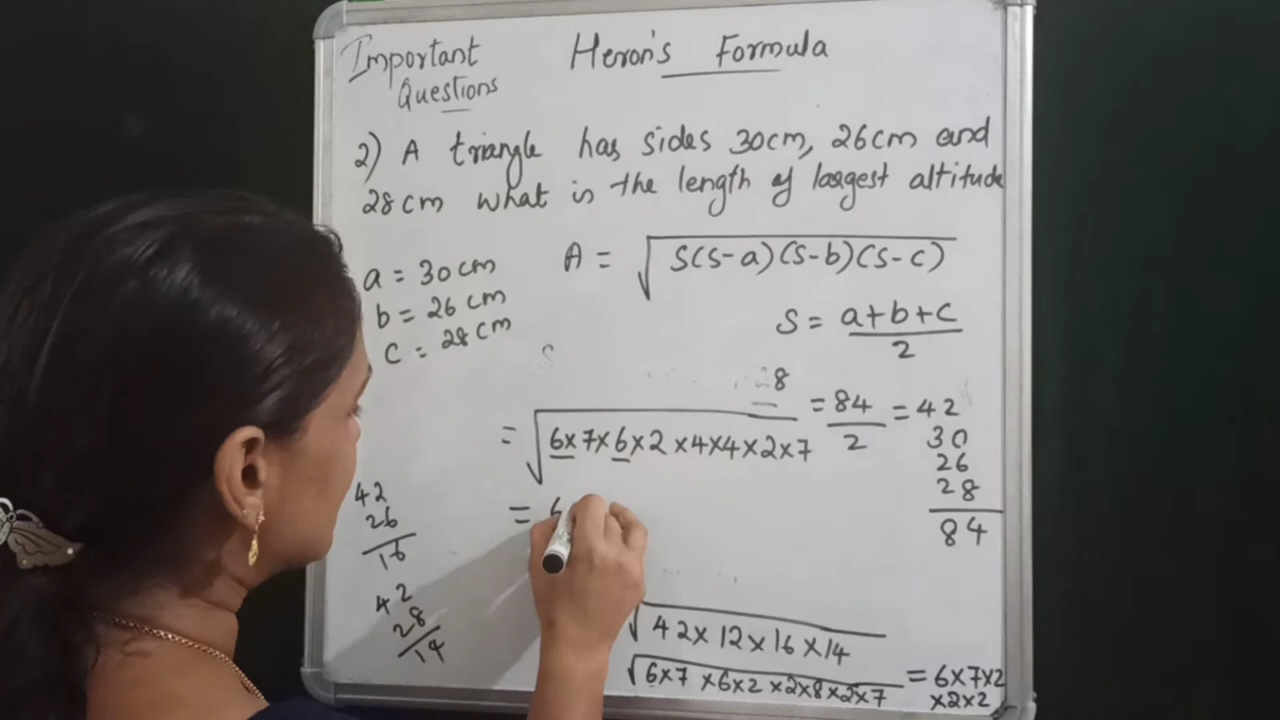 Important Heron's Formula
Questions
2) A triangle has sides 30cm, 26cm and
28cm what is the length of largest altitude
a = 30cm
b = 26 cm
c = 28cm
A = √S(S-a)(S-b)(S-c)
S = a+b+c
2
S
28
= 84/2 = 42
30
26
28
84
= √6×7×6×2×4×4×2×7
= 6
42
26
16
42
28
14
√42×12×16×14
√6×7×6×2×2×8×2×7 = 6×7×2
×2×2